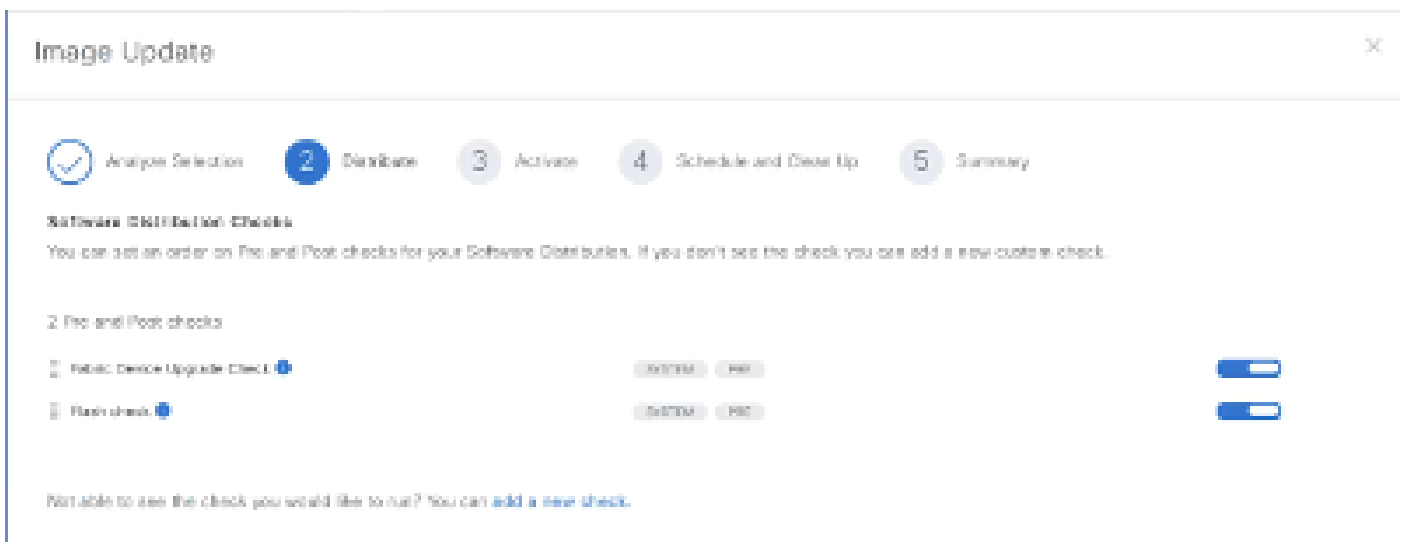 Image Update
Analyze Selection 2 Distribute 3 Activate 4 Schedule and Clean Up 5 Summary
Software Distribution Checks
You can set an order on Pre and Post checks for your Software Distribution. If you don't see the check you can add a new custom check.
2 Pre and Post checks
Fabric Device Upgrade Check SYSTEM PRE
Flash check SYSTEM PRE
Not able to see the check you would like to run? You can add a new check.